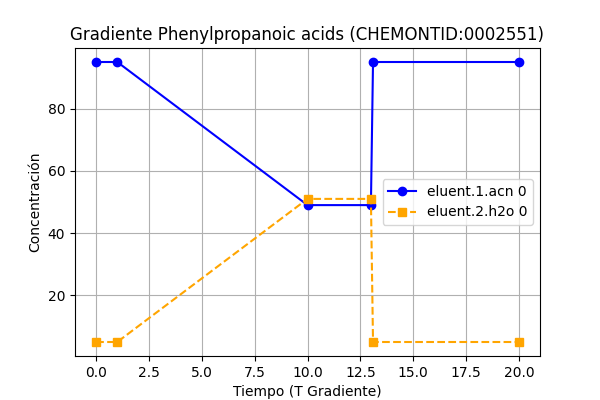 Gradiente Phenylpropanoic acids (CHEMONTID:0002551)
Concentración
80
60
40
20
eluent.1.acn 0
eluent.2.h2o 0
0.0 2.5 5.0 7.5 10.0 12.5 15.0 17.5 20.0
Tiempo (T Gradiente)